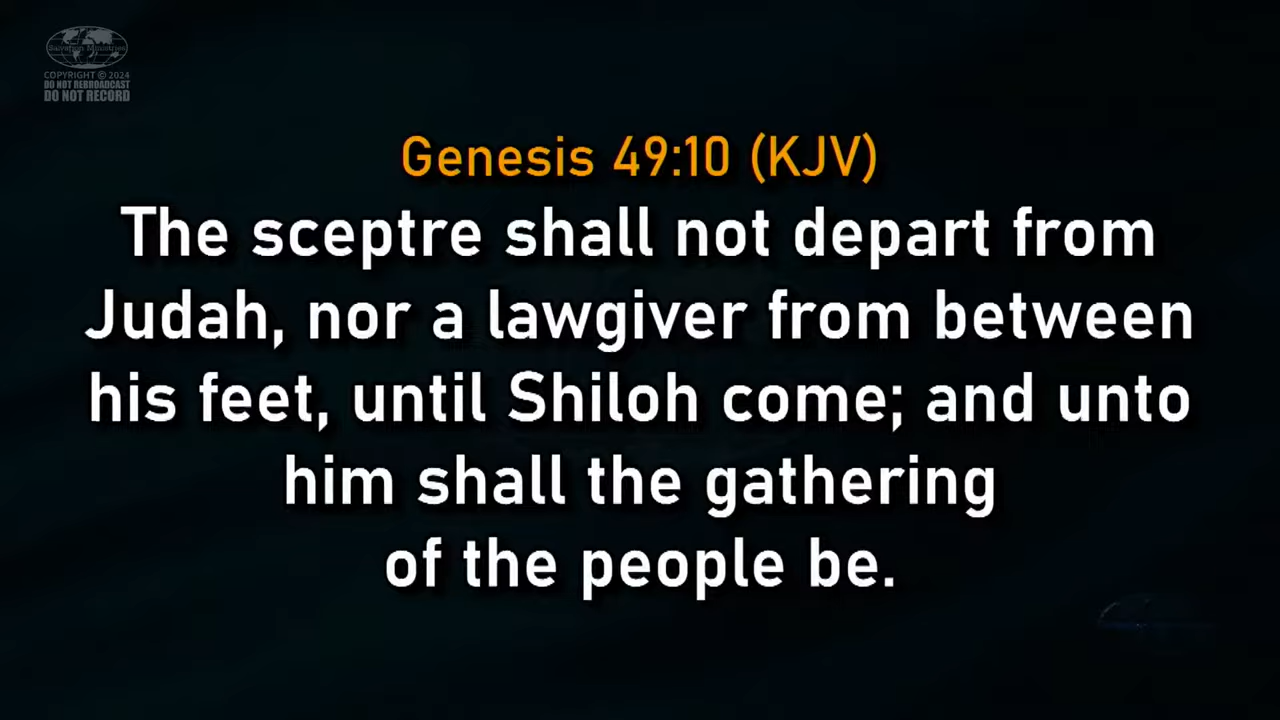 Salvation Ministries
COPYRIGHT © 2024
DO NOT REBROADCAST
DO NOT RECORD
Genesis 49:10 (KJV)
The sceptre shall not depart from
Judah, nor a lawgiver from between
his feet, until Shiloh come; and unto
him shall the gathering
of the people be.